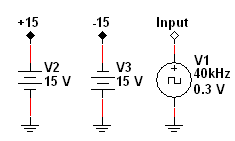 +15 -15 Input
V2 V3 V1
15 V 15 V 40kHz
0.3 V